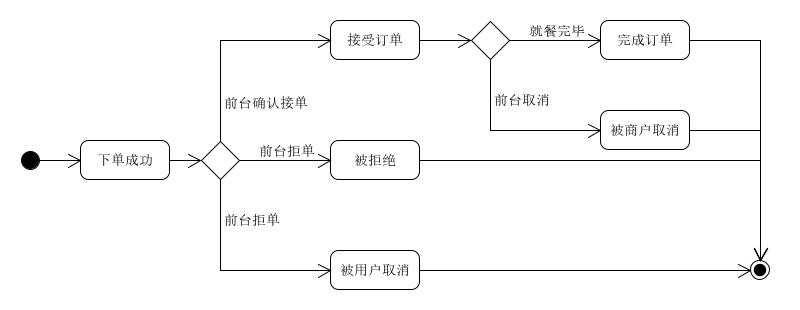 接受订单
就餐完毕
完成订单
前台确认接单
前台取消
被商户取消
下单成功
前台拒单
被拒绝
前台拒单
被用户取消